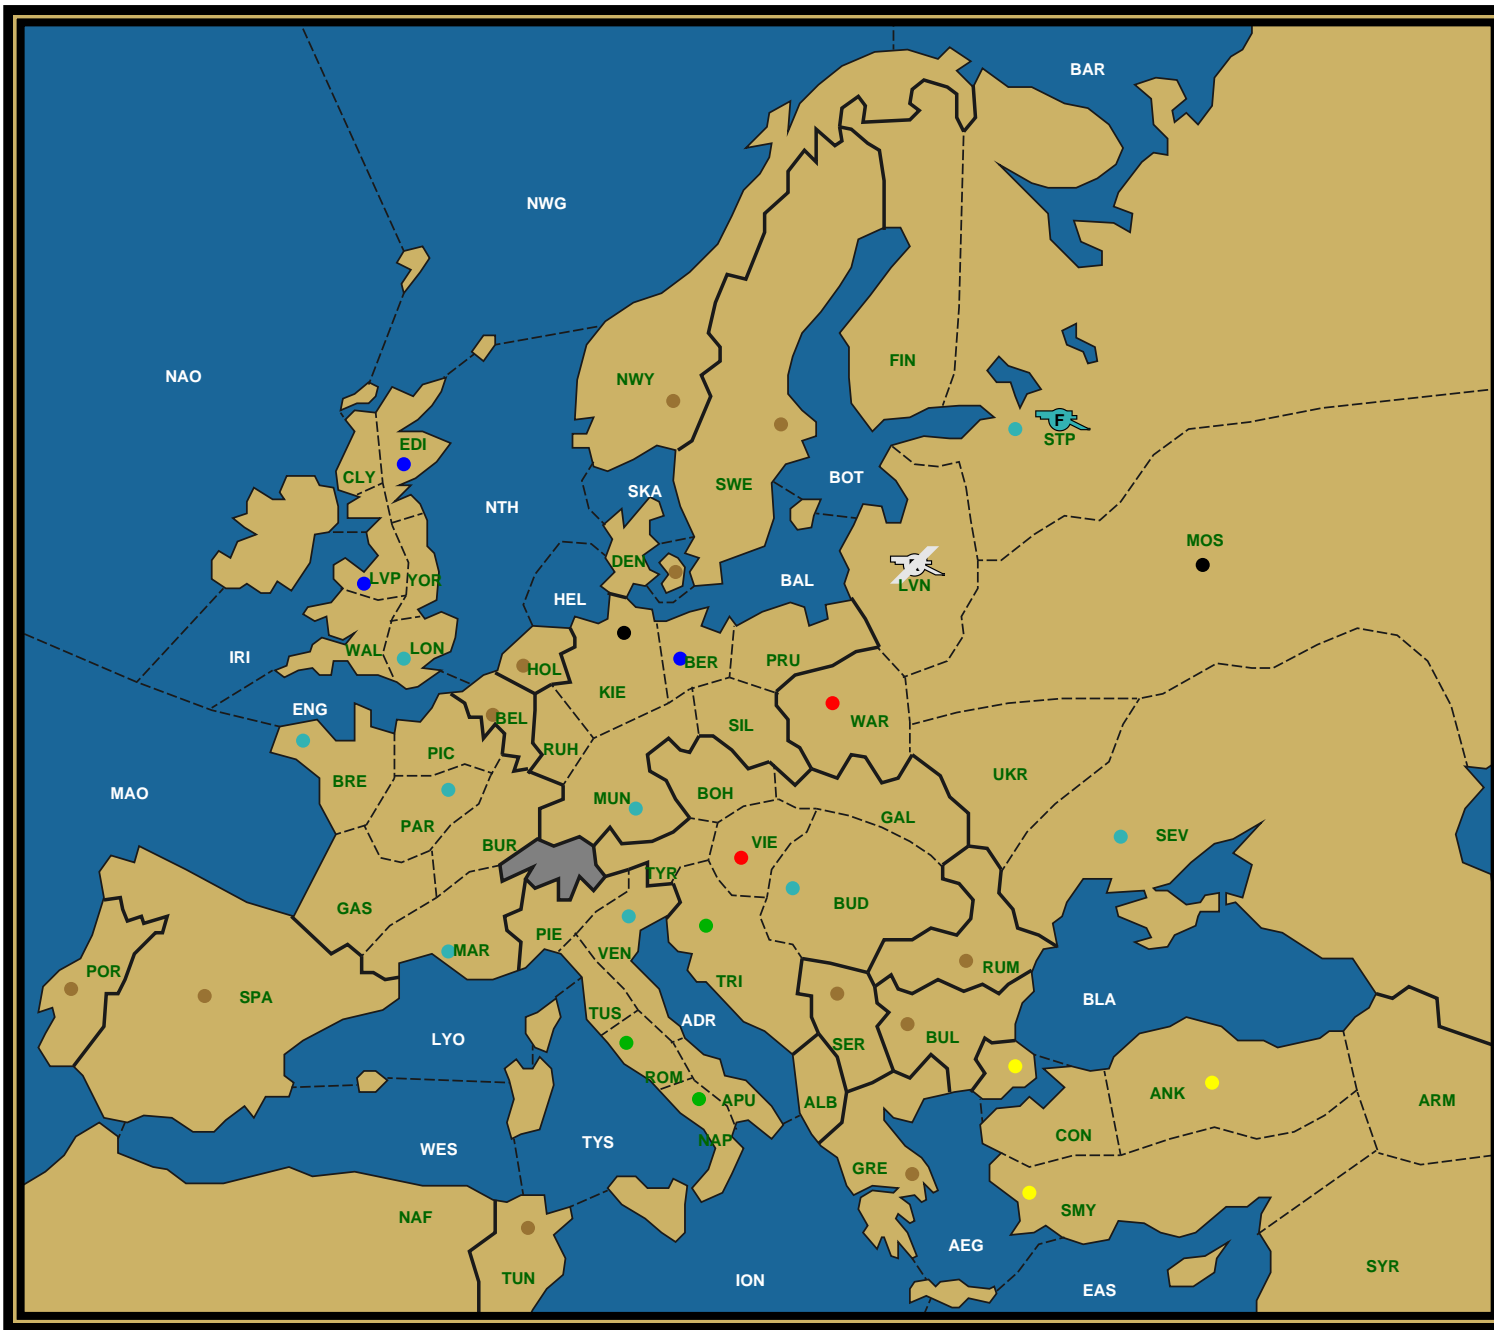 BAR
NWG
NAO
FIN
NWY
F
STP
EDI
CLY
SWE
BOT
SKA
NTH
MOS
DEN
LVP
YOR
BAL
LVN
HEL
IRI
WAL
LON
HOL
BER
PRU
KIE
ENG
BEL
WAR
SIL
PIC
RUH
UKR
BRE
MAO
BOH
MUN
GAL
PAR
SEV
VIE
BUR
TYR
BUD
GAS
PIE
MAR
VEN
RUM
POR
SPA
TRI
BLA
TUS
ADR
LYO
BUL
SER
ROM
ANK
APU
ALB
ARM
CON
NAP
TYS
WES
GRE
SMY
NAF
AEG
SYR
TUN
ION
EAS